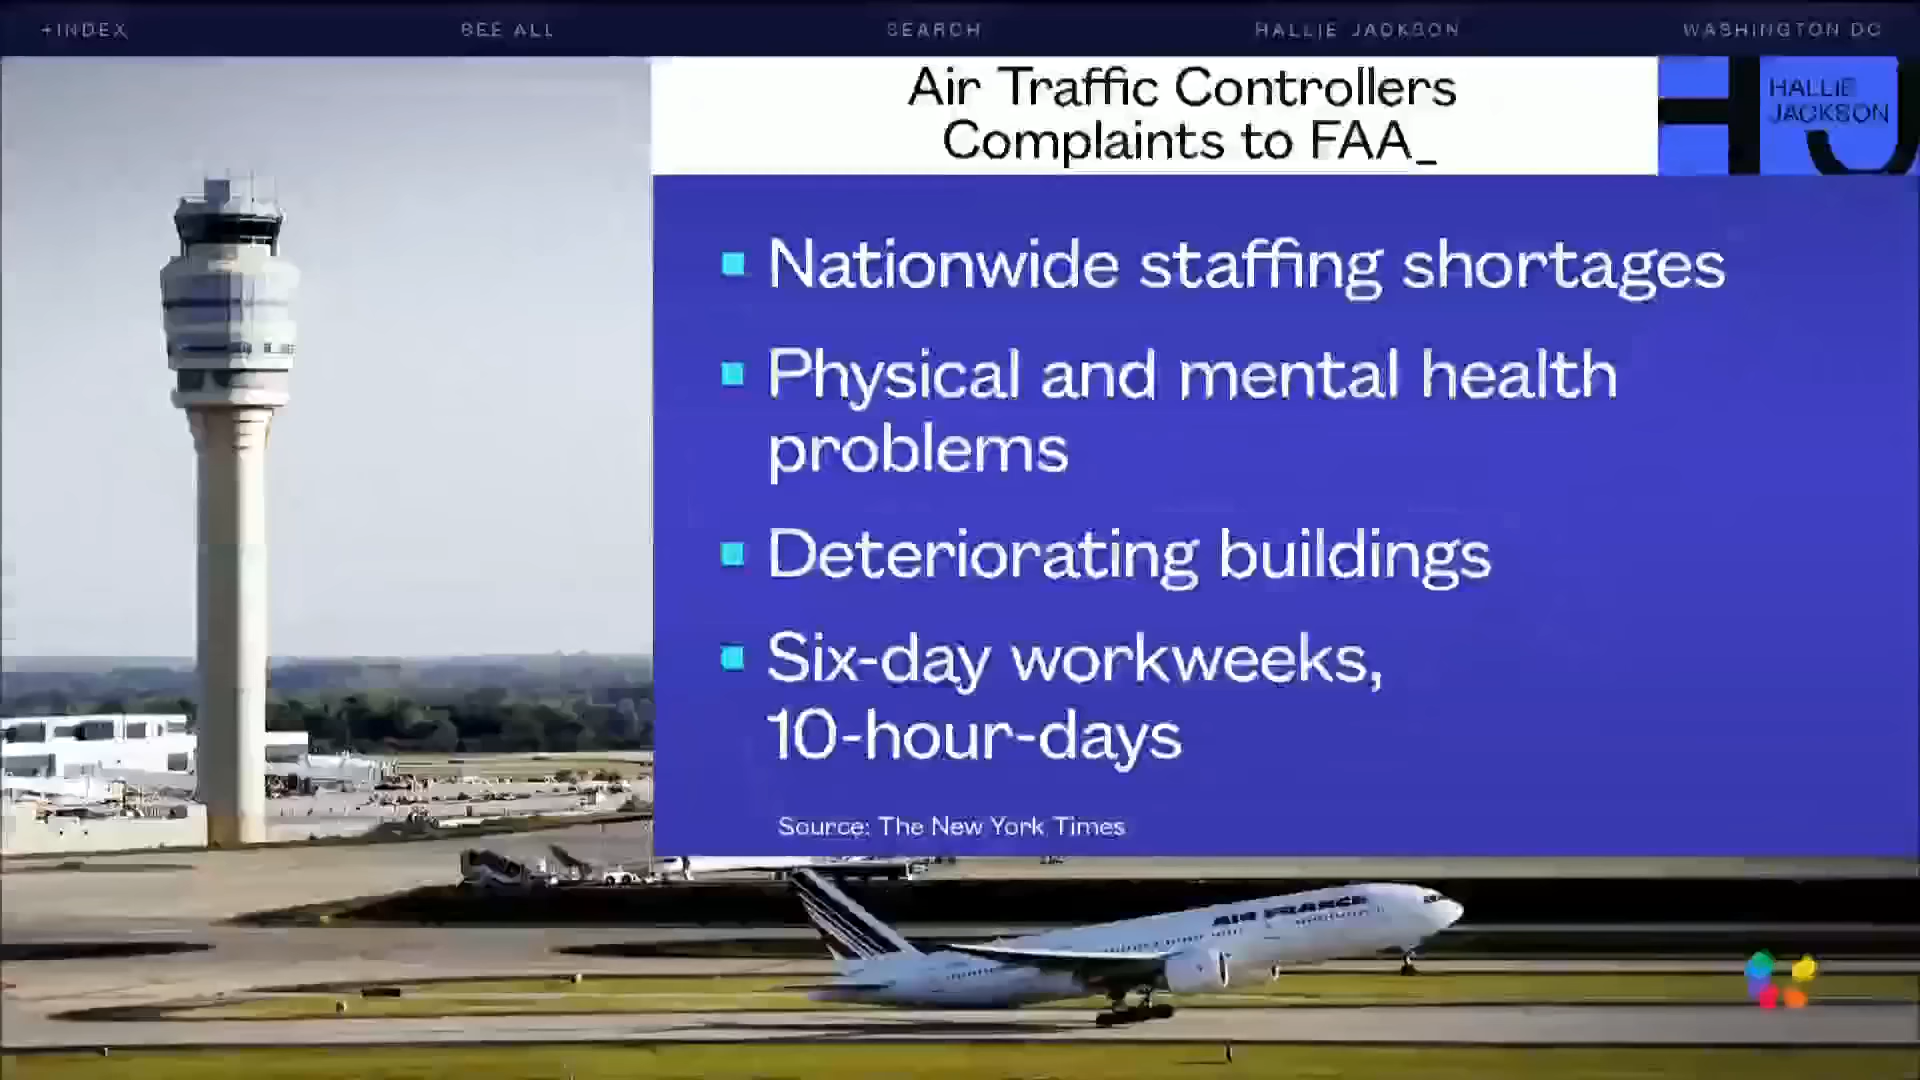 +INDEX
SEE ALL
SEARCH
HALLIE JACKSON
WASHINGTON DC
Air Traffic Controllers
Complaints to FAA_
HALLIE
JACKSON
Nationwide staffing shortages
Physical and mental health
problems
Deteriorating buildings
Six-day workweeks,
10-hour-days
Source: The New York Times
AIR FRANCE